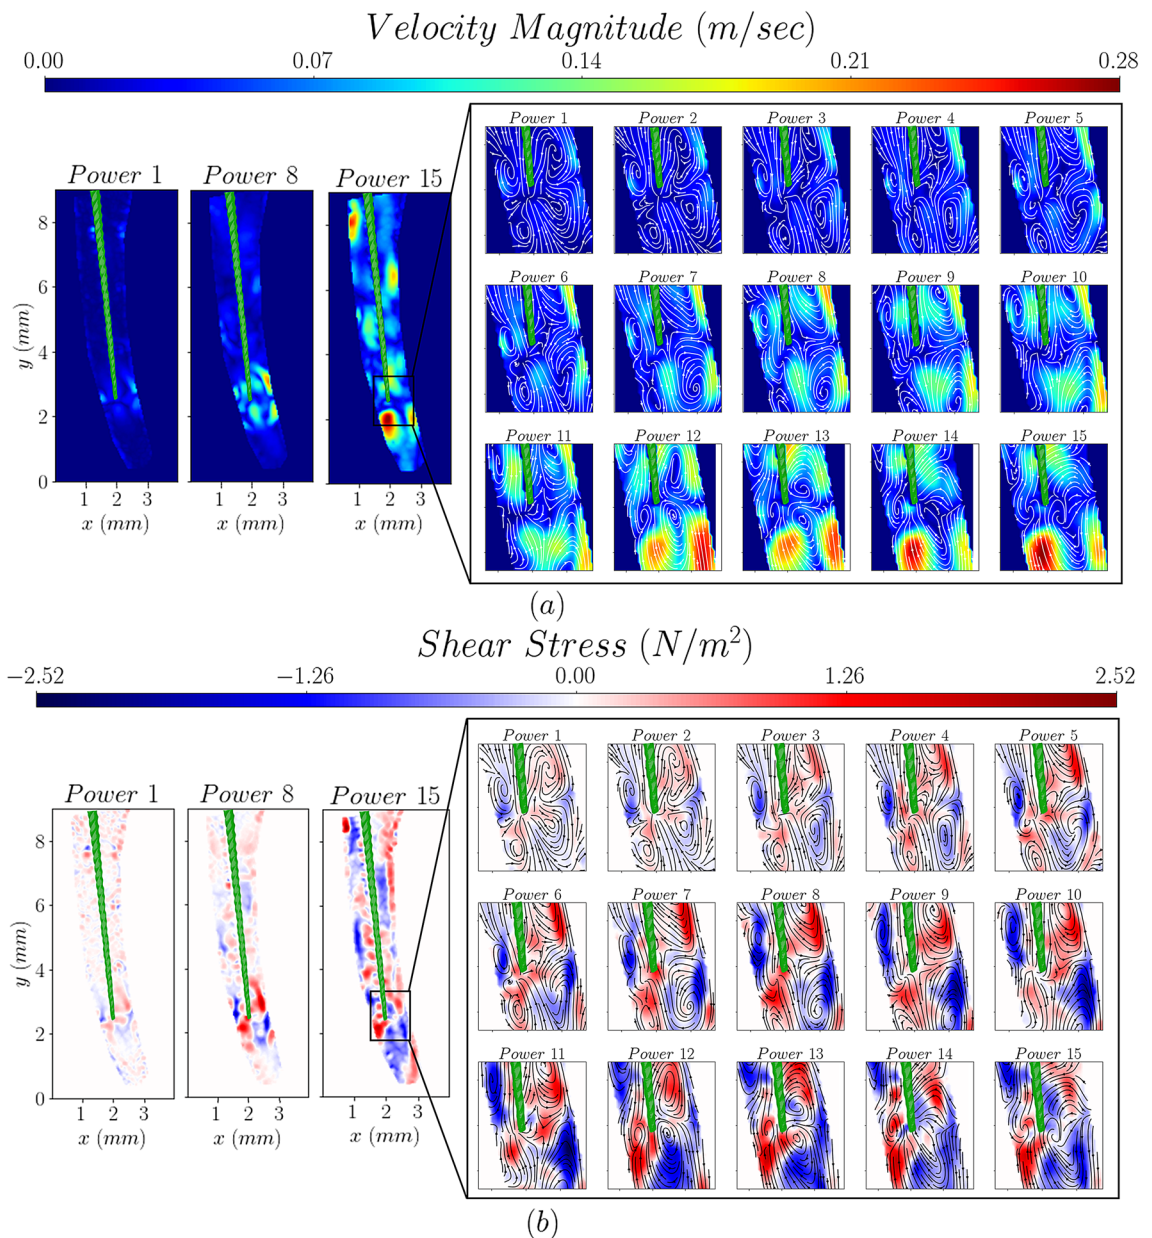 Velocity Magnitude (m/sec)
0.00 0.07 0.14 0.21 0.28
Power 1 Power 8 Power 15
8
6
4
2
0
y (mm)
1 2 3 1 2 3 1 2 3
x (mm) x (mm) x (mm)
Power 1 Power 2 Power 3 Power 4 Power 5
Power 6 Power 7 Power 8 Power 9 Power 10
Power 11 Power 12 Power 13 Power 14 Power 15
(a)
Shear Stress (N/m²)
−2.52 −1.26 0.00 1.26 2.52
Power 1 Power 8 Power 15
8
6
4
2
0
y (mm)
1 2 3 1 2 3 1 2 3
x (mm) x (mm) x (mm)
Power 1 Power 2 Power 3 Power 4 Power 5
Power 6 Power 7 Power 8 Power 9 Power 10
Power 11 Power 12 Power 13 Power 14 Power 15
(b)